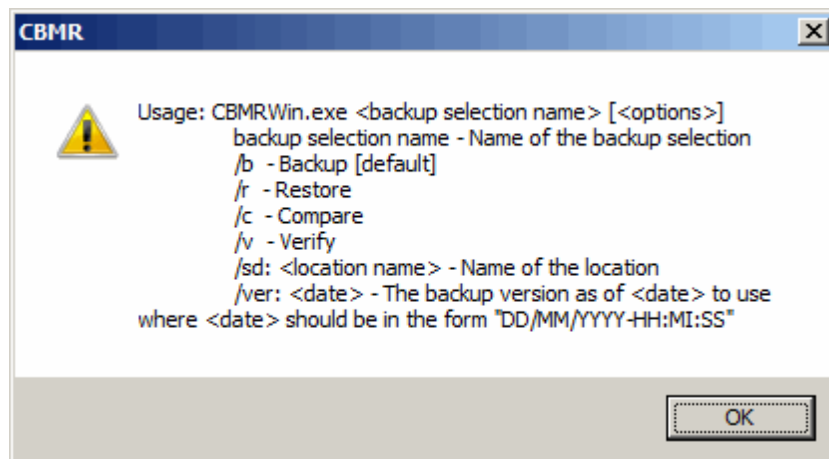 CBMR
Usage: CBMRWin.exe <backup selection name> [<options>]
backup selection name - Name of the backup selection
/b - Backup [default]
/r - Restore
/c - Compare
/v - Verify
/sd: <location name> - Name of the location
/ver: <date> - The backup version as of <date> to use
where <date> should be in the form "DD/MM/YYYY-HH:MI:SS"
OK